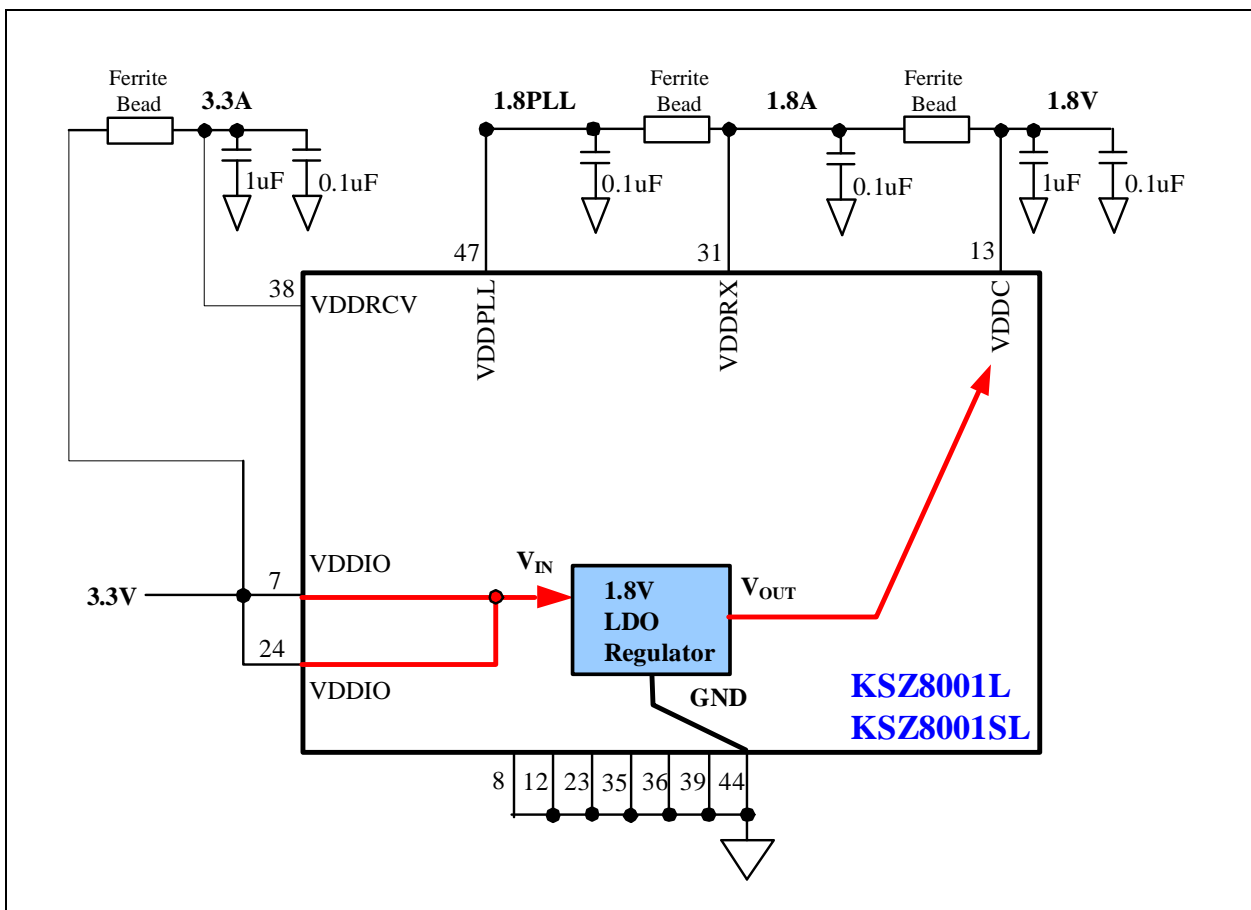 Ferrite
Bead
3.3A
1uF
0.1uF
1.8PLL
0.1uF
Ferrite
Bead
1.8A
0.1uF
Ferrite
Bead
1.8V
1uF
0.1uF
47
31
13
38
VDDRCV
VDDPLL
VDDRX
VDDC
3.3V
7
VDDIO
24
VDDIO
VIN
1.8V
LDO
Regulator
VOUT
GND
KSZ8001L
KSZ8001SL
8
12
23
35
36
39
44